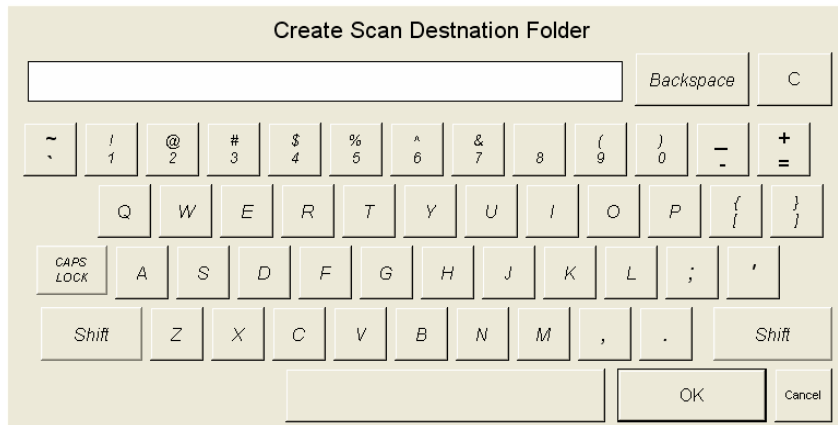 Create Scan Destnation Folder
Backspace C
~ ! @ # $ % ^ & ( ) _ +
` 1 2 3 4 5 6 7 8 9 0 - =
Q W E R T Y U I O P { }
[ ]
CAPS
LOCK A S D F G H J K L ; '
Shift Z X C V B N M , . Shift
OK Cancel